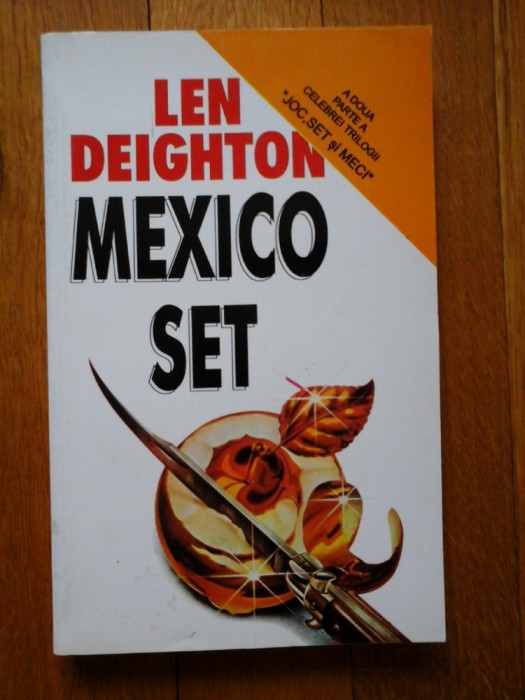 LEN
DEIGHTON
MEXICO
SET
A DOUA
PARTE A
CELEBREI TRILOGII
"JOC, SET și MECI"